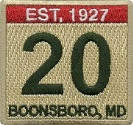 EST. 1927
20
BOONSBORO, MD